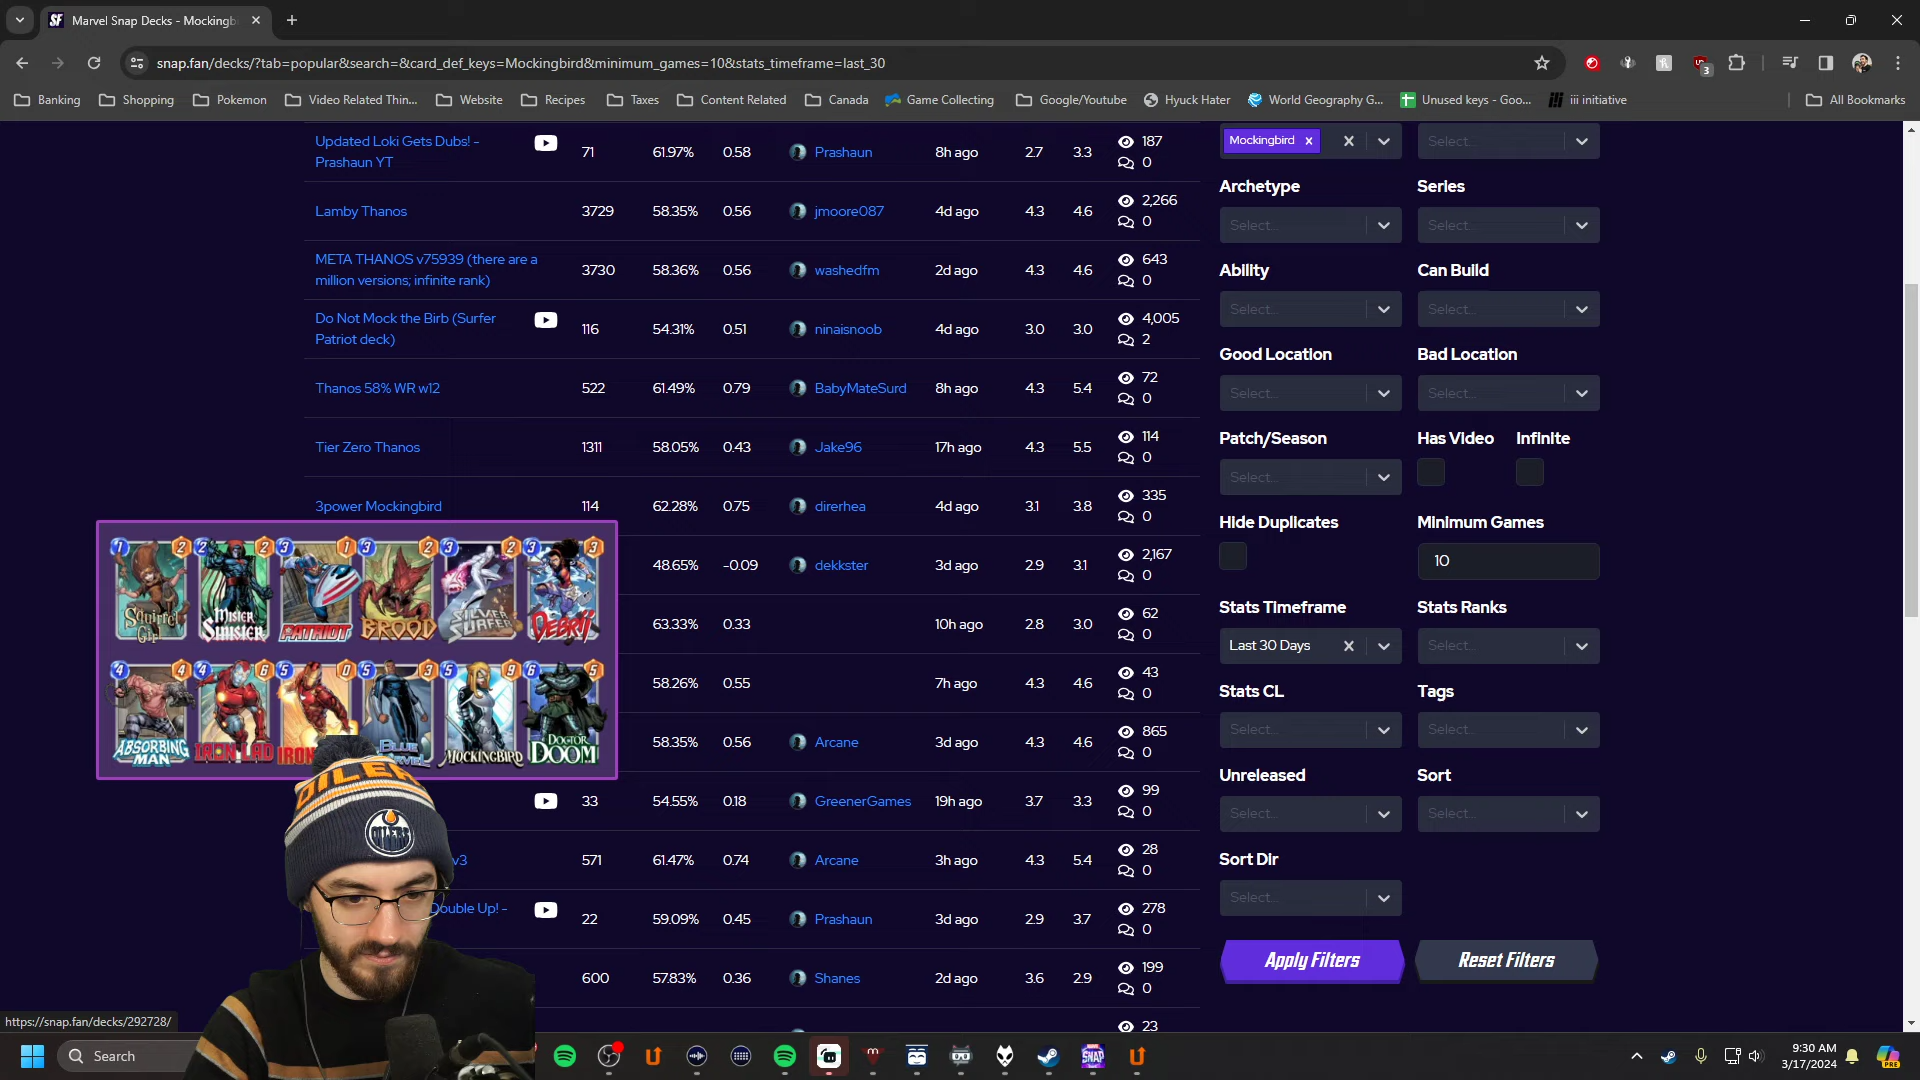 Marvel Snap Decks - Mockingb
snap.fan/decks/?tab=popular&search=&card_def_keys=Mockingbird&minimum_games=10&stats_timeframe=last_30
3
Banking Shopping Pokemon Video Related Thin... Website Recipes Taxes Content Related Canada Game Collecting Google/Youtube Hyuck Hater World Geography G... Unused keys - Goo... iii initiative All Bookmarks
Updated Loki Gets Dubs! - Prashaun YT 71 61.97% 0.58 Prashaun 8h ago 2.7 3.3 187 0
Lamby Thanos 3729 58.35% 0.56 jmoore087 4d ago 4.3 4.6 2,266 0
META THANOS v75939 (there are a million versions; infinite rank) 3730 58.36% 0.56 washedfm 2d ago 4.3 4.6 643 0
Do Not Mock the Birb (Surfer Patriot deck) 116 54.31% 0.51 ninaisnoob 4d ago 3.0 3.0 4,005 2
Thanos 58% WR w12 522 61.49% 0.79 BabyMateSurd 8h ago 4.3 5.4 72 0
Tier Zero Thanos 1311 58.05% 0.43 Jake96 17h ago 4.3 5.5 114 0
3power Mockingbird 114 62.28% 0.75 direrhea 4d ago 3.1 3.8 335 0
48.65% -0.09 dekkster 3d ago 2.9 3.1 2,167 0
63.33% 0.33 10h ago 2.8 3.0 62 0
58.26% 0.55 7h ago 4.3 4.6 43 0
58.35% 0.56 Arcane 3d ago 4.3 4.6 865 0
33 54.55% 0.18 GreenerGames 19h ago 3.7 3.3 99 0
v3 571 61.47% 0.74 Arcane 3h ago 4.3 5.4 28 0
Double Up! - 22 59.09% 0.45 Prashaun 3d ago 2.9 3.7 278 0
600 57.83% 0.36 Shanes 2d ago 3.6 2.9 199 0
23
1 2 2 2 3 1 3 2 3 2 3 3
Squirrel Girl MISTER SINISTER PATRIOT BROOD SILVER SURFER DEBRII
4 4 4 6 5 0 5 3 5 9 6 5
ABSORBING MAN IRON LAD IRON BLUE MOCKINGBIRD DOCTOR DOOM
OILERS
OILERS
Mockingbird Select...
Archetype Series
Select... Select...
Ability Can Build
Select... Select...
Good Location Bad Location
Select... Select...
Patch/Season Has Video Infinite
Select...
Hide Duplicates Minimum Games
10
Stats Timeframe Stats Ranks
Last 30 Days Select...
Stats CL Tags
Select... Select...
Unreleased Sort
Select... Select...
Sort Dir
Select...
Apply Filters Reset Filters
https://snap.fan/decks/292728/
Search
SNAP
9:30 AM
3/17/2024
PRE